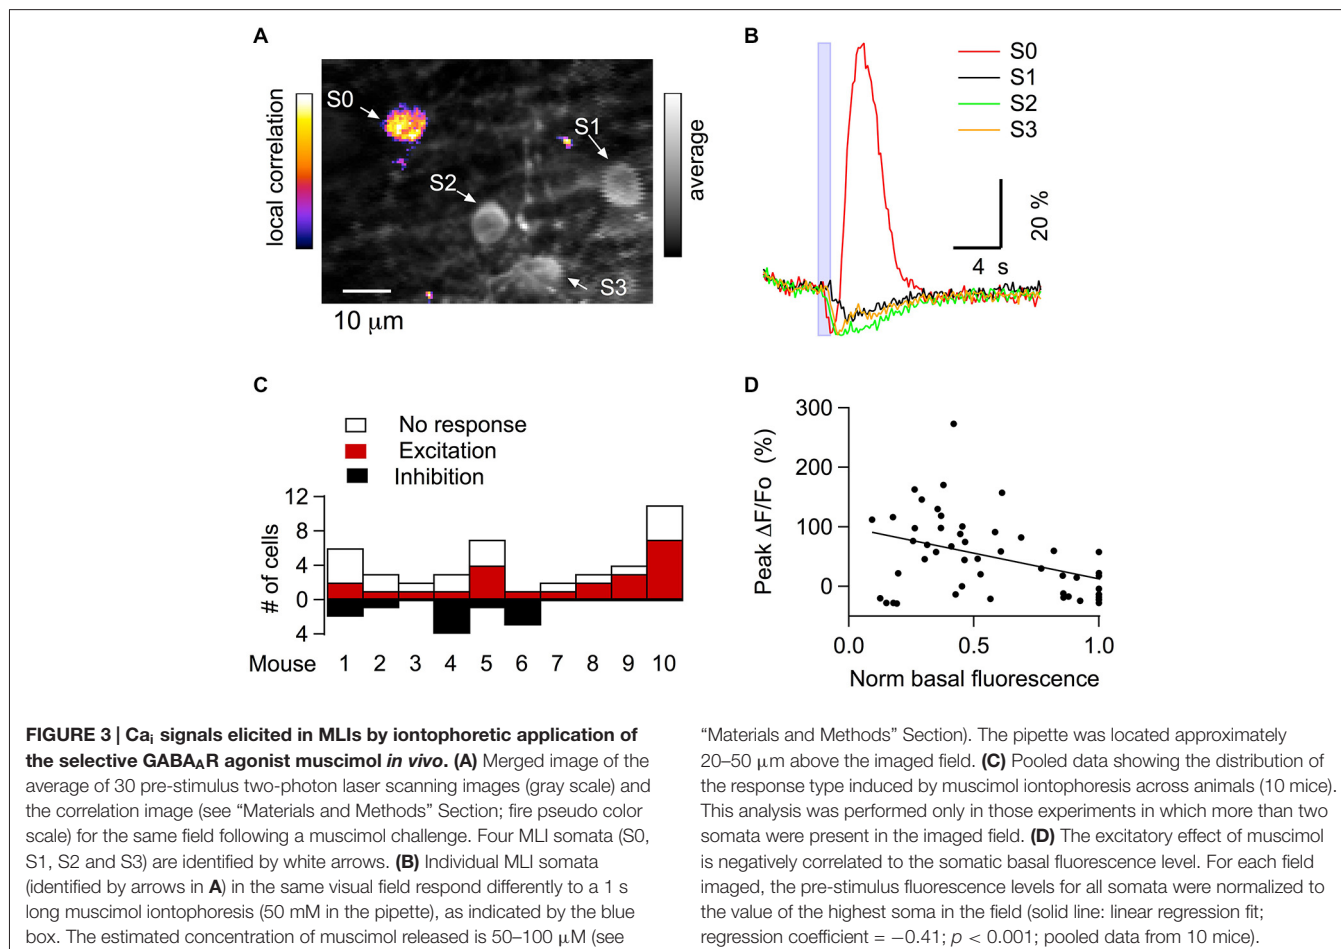 A
S0
S1
S2
S3
10 μm
local correlation
average
B
S0
S1
S2
S3
20 %
4 s
C
No response
Excitation
Inhibition
12
8
4
0
4
# of cells
Mouse 1 2 3 4 5 6 7 8 9 10
D
300
200
100
0
Peak ΔF/Fo (%)
0.0 0.5 1.0
Norm basal fluorescence
FIGURE 3 | Cai signals elicited in MLIs by iontophoretic application of
the selective GABAAR agonist muscimol in vivo. (A) Merged image of the
average of 30 pre-stimulus two-photon laser scanning images (gray scale) and
the correlation image (see “Materials and Methods” Section; fire pseudo color
scale) for the same field following a muscimol challenge. Four MLI somata (S0,
S1, S2 and S3) are identified by white arrows. (B) Individual MLI somata
(identified by arrows in A) in the same visual field respond differently to a 1 s
long muscimol iontophoresis (50 mM in the pipette), as indicated by the blue
box. The estimated concentration of muscimol released is 50–100 μM (see
“Materials and Methods” Section). The pipette was located approximately
20–50 μm above the imaged field. (C) Pooled data showing the distribution of
the response type induced by muscimol iontophoresis across animals (10 mice).
This analysis was performed only in those experiments in which more than two
somata were present in the imaged field. (D) The excitatory effect of muscimol
is negatively correlated to the somatic basal fluorescence level. For each field
imaged, the pre-stimulus fluorescence levels for all somata were normalized to
the value of the highest soma in the field (solid line: linear regression fit;
regression coefficient = −0.41; p < 0.001; pooled data from 10 mice).